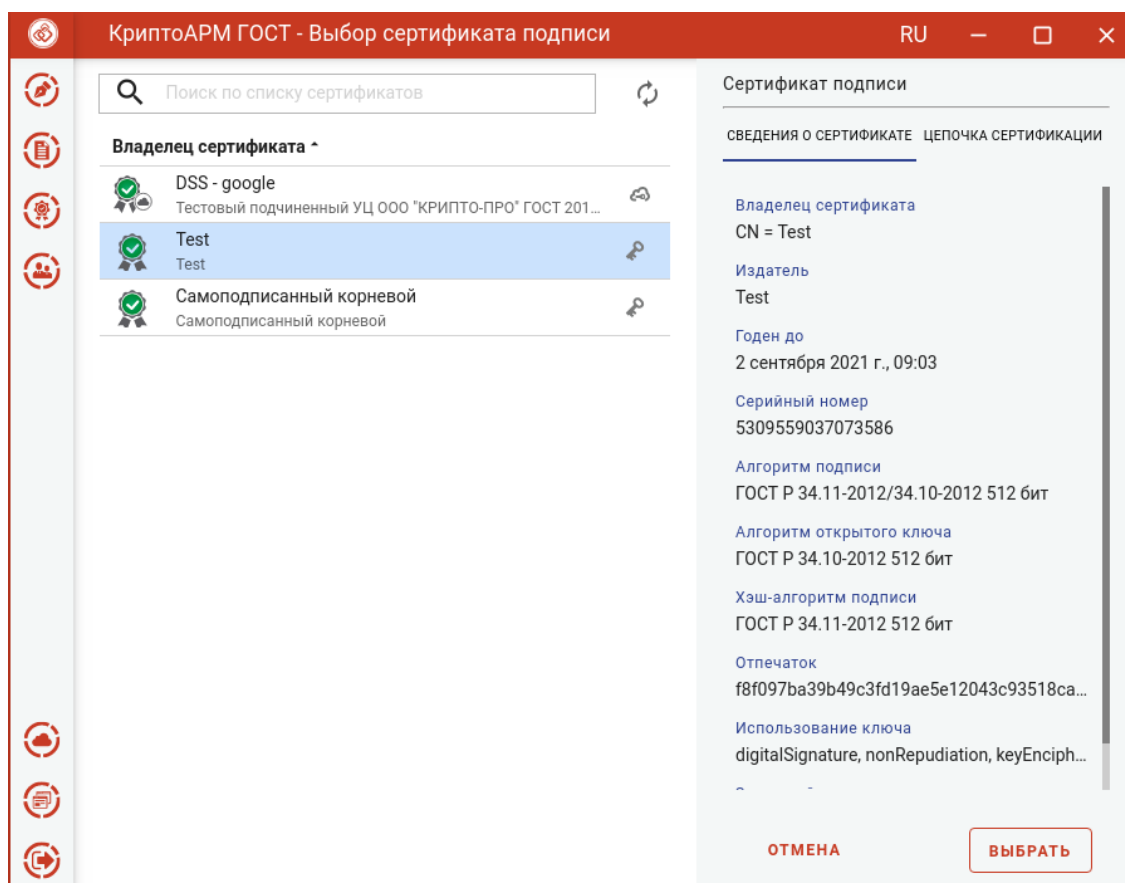 КриптоАРМ ГОСТ - Выбор сертификата подписи
RU
Поиск по списку сертификатов
Владелец сертификата
DSS - google
Тестовый подчиненный УЦ ООО "КРИПТО-ПРО" ГОСТ 201...
Test
Test
Самоподписанный корневой
Самоподписанный корневой
Сертификат подписи
СВЕДЕНИЯ О СЕРТИФИКАТЕ ЦЕПОЧКА СЕРТИФИКАЦИИ
Владелец сертификата
CN = Test
Издатель
Test
Годен до
2 сентября 2021 г., 09:03
Серийный номер
5309559037073586
Алгоритм подписи
ГОСТ Р 34.11-2012/34.10-2012 512 бит
Алгоритм открытого ключа
ГОСТ Р 34.10-2012 512 бит
Хэш-алгоритм подписи
ГОСТ Р 34.11-2012 512 бит
Отпечаток
f8f097ba39b49c3fd19ae5e12043c93518ca...
Использование ключа
digitalSignature, nonRepudiation, keyEnciph...
ОТМЕНА
ВЫБРАТЬ